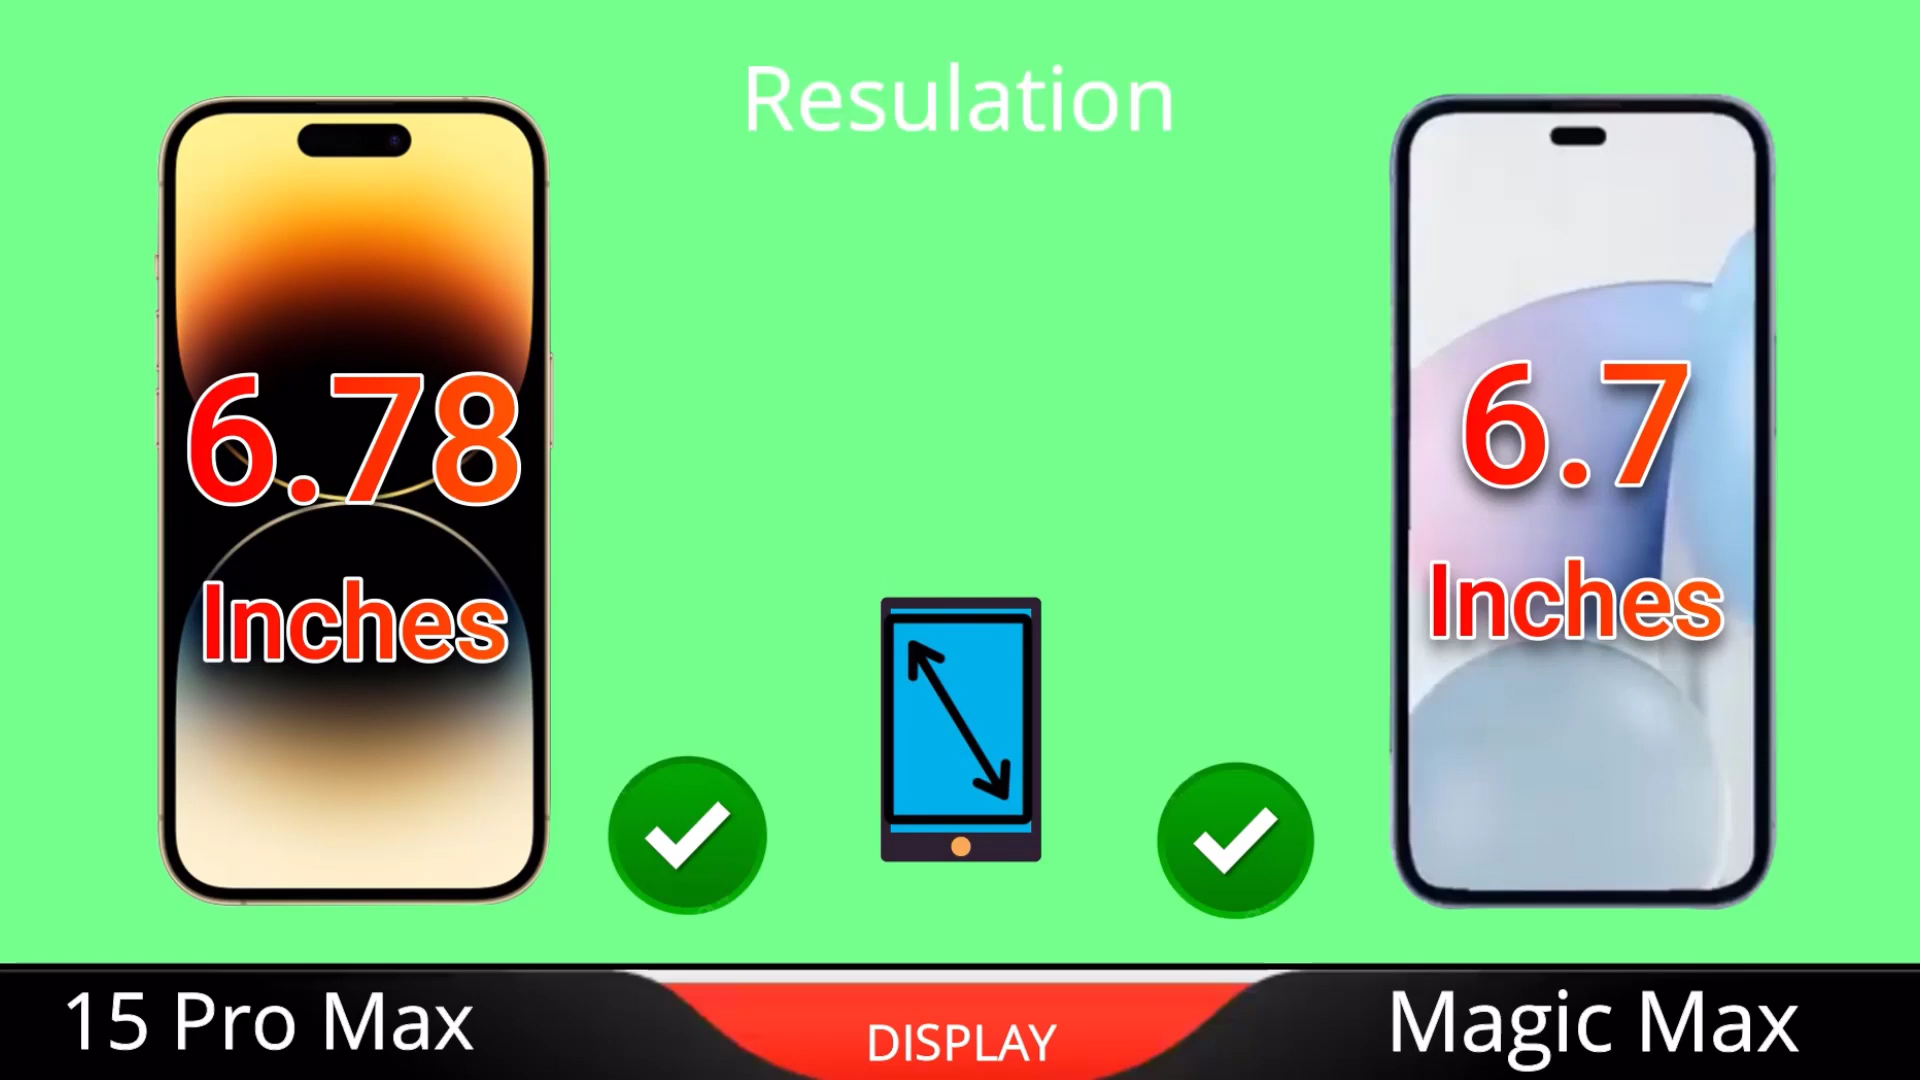 Resulation
6.78
Inches
6.7
Inches
15 Pro Max
DISPLAY
Magic Max